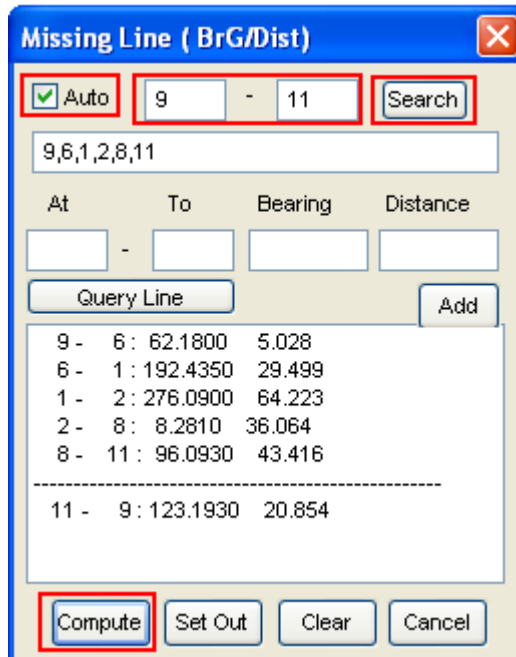 Missing Line ( BrG/Dist)
Auto 9 - 11 Search
9,6,1,2,8,11
At To Bearing Distance
-
Query Line Add
9 - 6 : 62.1800 5.028
6 - 1 : 192.4350 29.499
1 - 2 : 276.0900 64.223
2 - 8 : 8.2810 36.064
8 - 11 : 96.0930 43.416
---------------------------------------------------
11 - 9 : 123.1930 20.854
Compute Set Out Clear Cancel